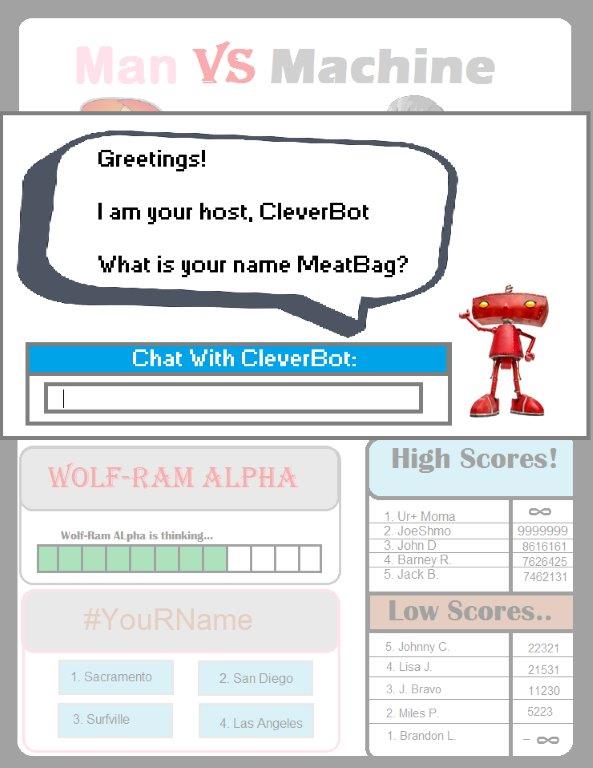 Man VS Machine
Greetings!
I am your host, CleverBot
What is your name MeatBag?
Chat With CleverBot:
WOLF-RAM ALPHA
Wolf-Ram ALpha is thinking...
#YouRName
1. Sacramento
2. San Diego
3. Surfville
4. Las Angeles
High Scores!
1. Ur+ Moma ∞
2. JoeShmo 9999999
3. John D 8616161
4. Barney R. 7626425
5. Jack B. 7462131
Low Scores..
5. Johnny C. 22321
4. Lisa J. 21531
3. J. Bravo 11230
2. Miles P. 5223
1. Brandon L. – ∞